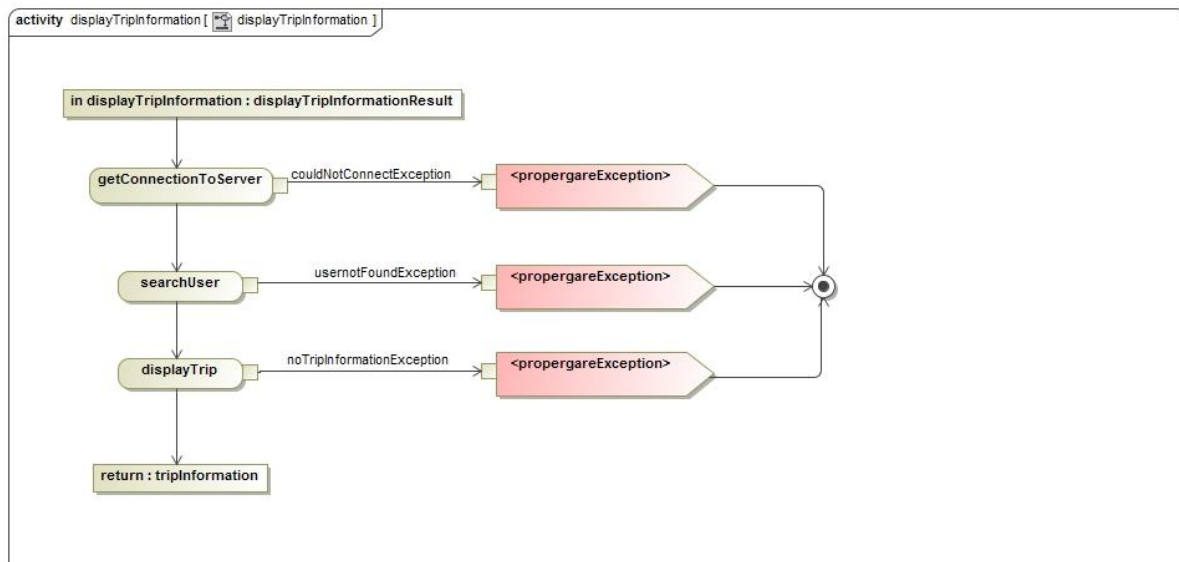 activity displayTripInformation [ displayTripInformation ]
in displayTripInformation : displayTripInformationResult
getConnectionToServer
couldNotConnectException
<propergareException>
searchUser
usernotFoundException
<propergareException>
displayTrip
noTripInformationException
<propergareException>
return : tripInformation